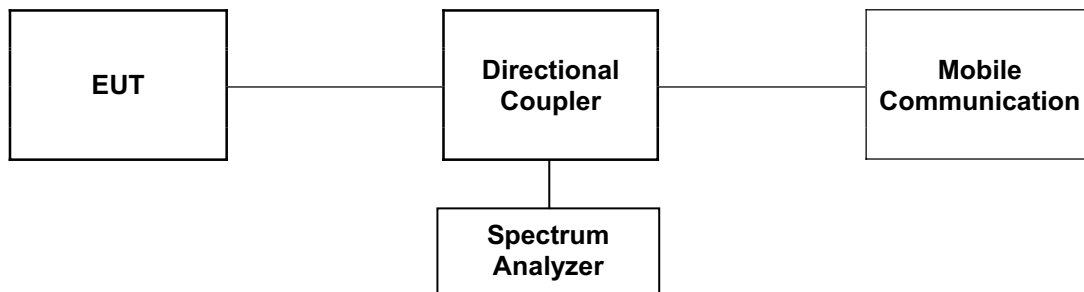 EUT
Directional
Coupler
Mobile
Communication
Spectrum
Analyzer